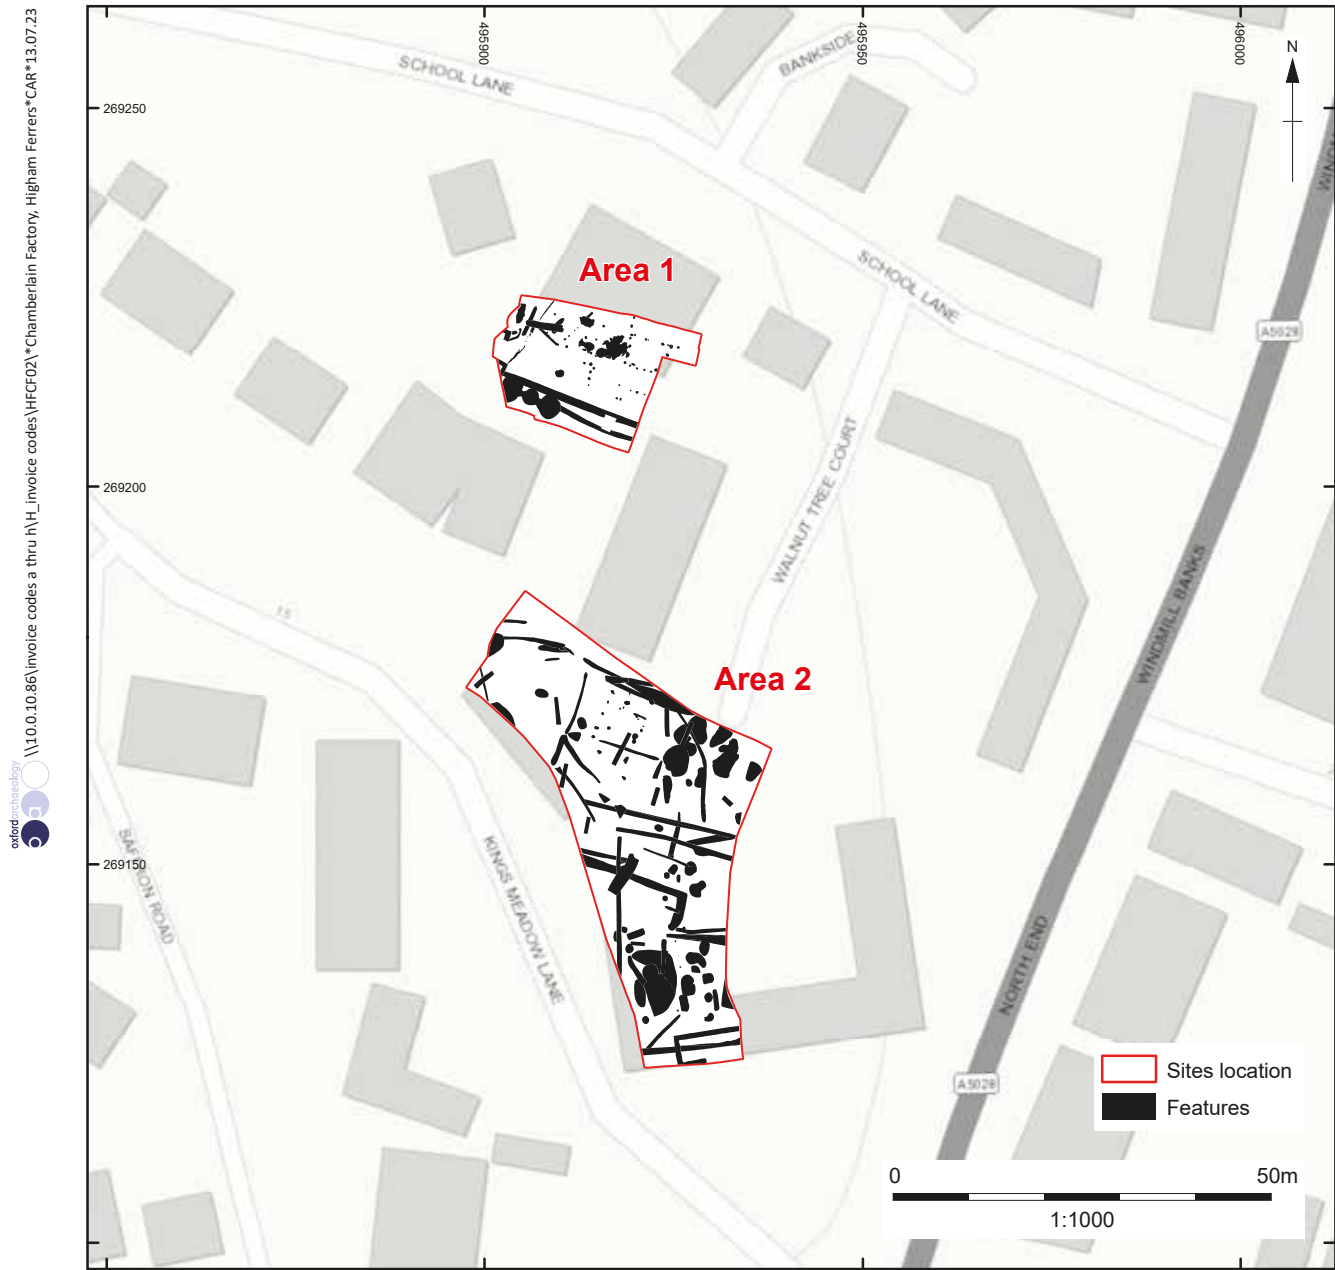 \\10.0.10.86\invoice codes a thru h\H_invoice codes\HFCF02\*Chamberlain Factory, Higham Ferrers*CAR*13.07.23
oxfordarchaeology
495900
495950
496000
N
269250
269200
269150
SCHOOL LANE
BANKSIDE
SCHOOL LANE
A5028
Area 1
WALNUT TREE COURT
WINDMILL BANKS
Area 2
KINGS MEADOW LANE
SAFFRON ROAD
NORTH END
A5028
Sites location
Features
0 50m
1:1000